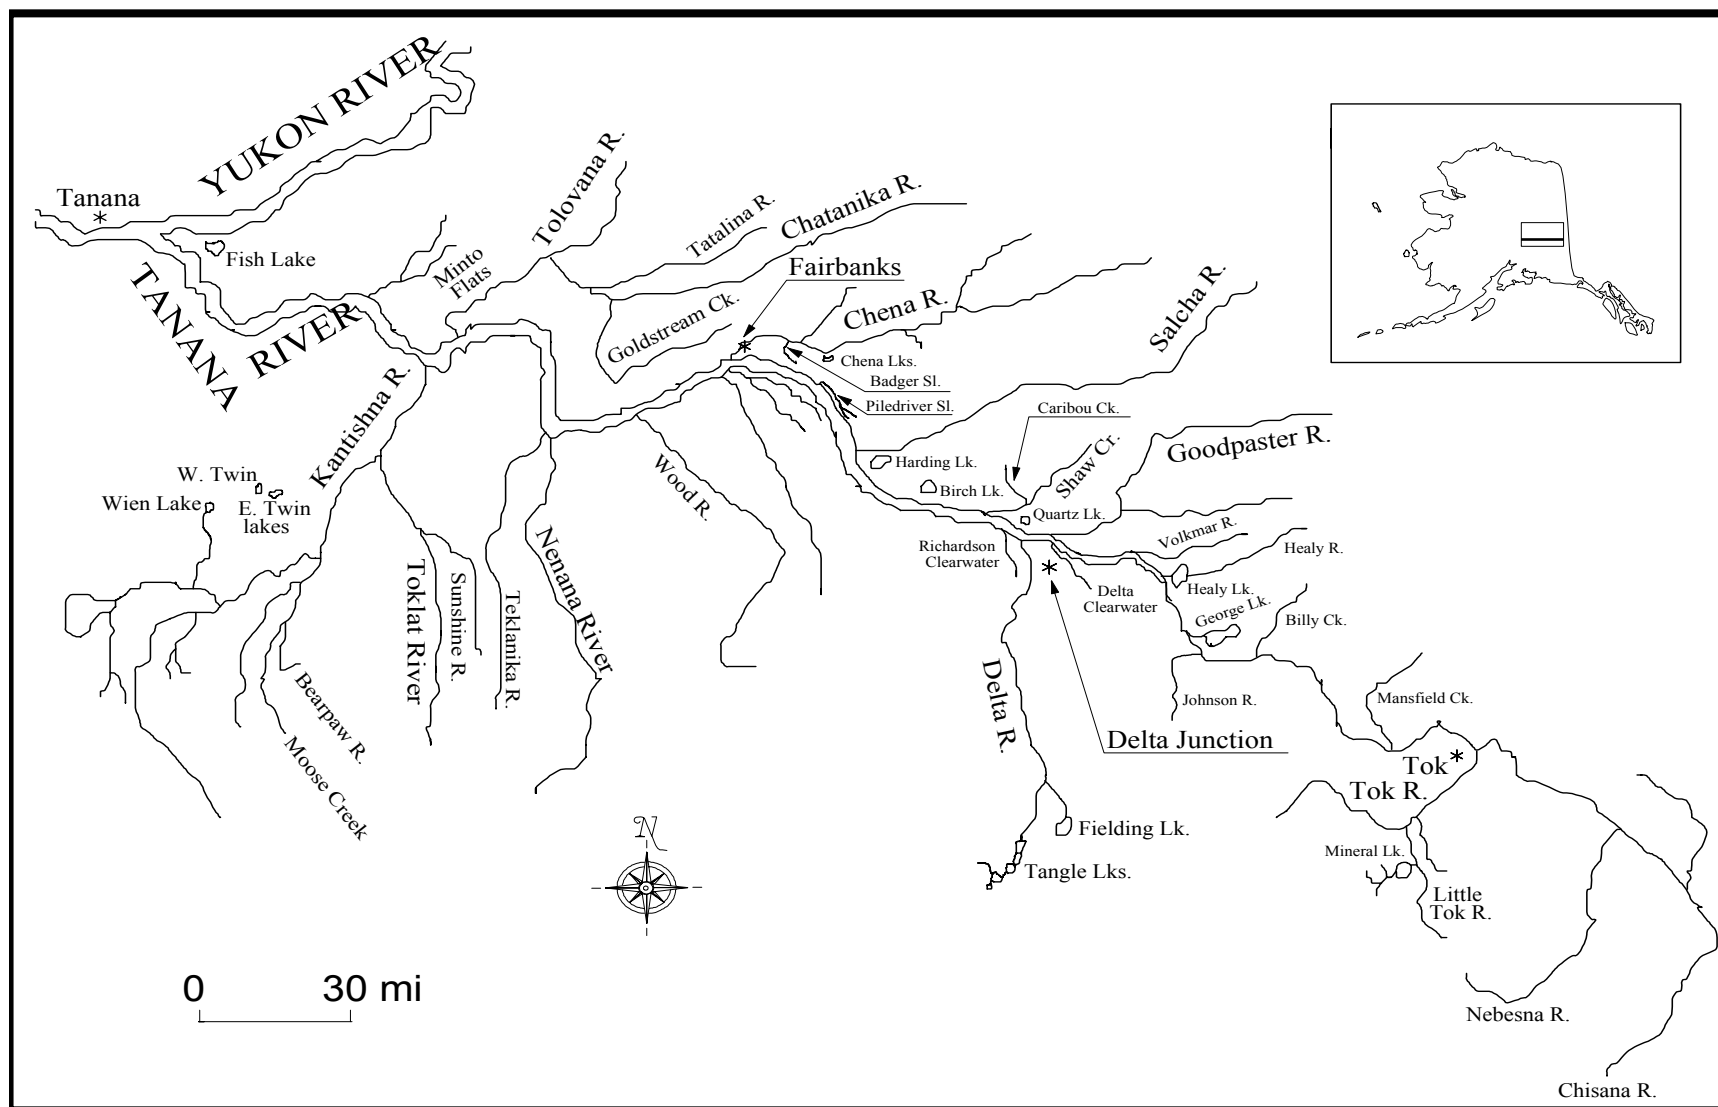 YUKON RIVER
Tanana
Fish Lake
TANANA
RIVER
Minto
Flats
Tolovana R.
Tatalina R.
Chatanika R.
Fairbanks
Goldstream Ck.
Chena R.
Chena Lks.
Badger Sl.
Piledriver Sl.
Salcha R.
Caribou Ck.
Shaw Cr.
Goodpaster R.
Harding Lk.
Birch Lk.
Quartz Lk.
Richardson
Clearwater
Volkmar R.
Healy R.
Healy Lk.
Delta
Clearwater
George Lk.
Billy Ck.
Kantishna R.
W. Twin
Wien Lake
E. Twin
lakes
Wood R.
Toklat River
Sunshine R.
Teklanika R.
Nenana River
Bearpaw R.
Moose Creek
Delta R.
Johnson R.
Delta Junction
Mansfield Ck.
Tok
Tok R.
Fielding Lk.
Tangle Lks.
Mineral Lk.
Little
Tok R.
Nebesna R.
Chisana R.
N
0 30 mi